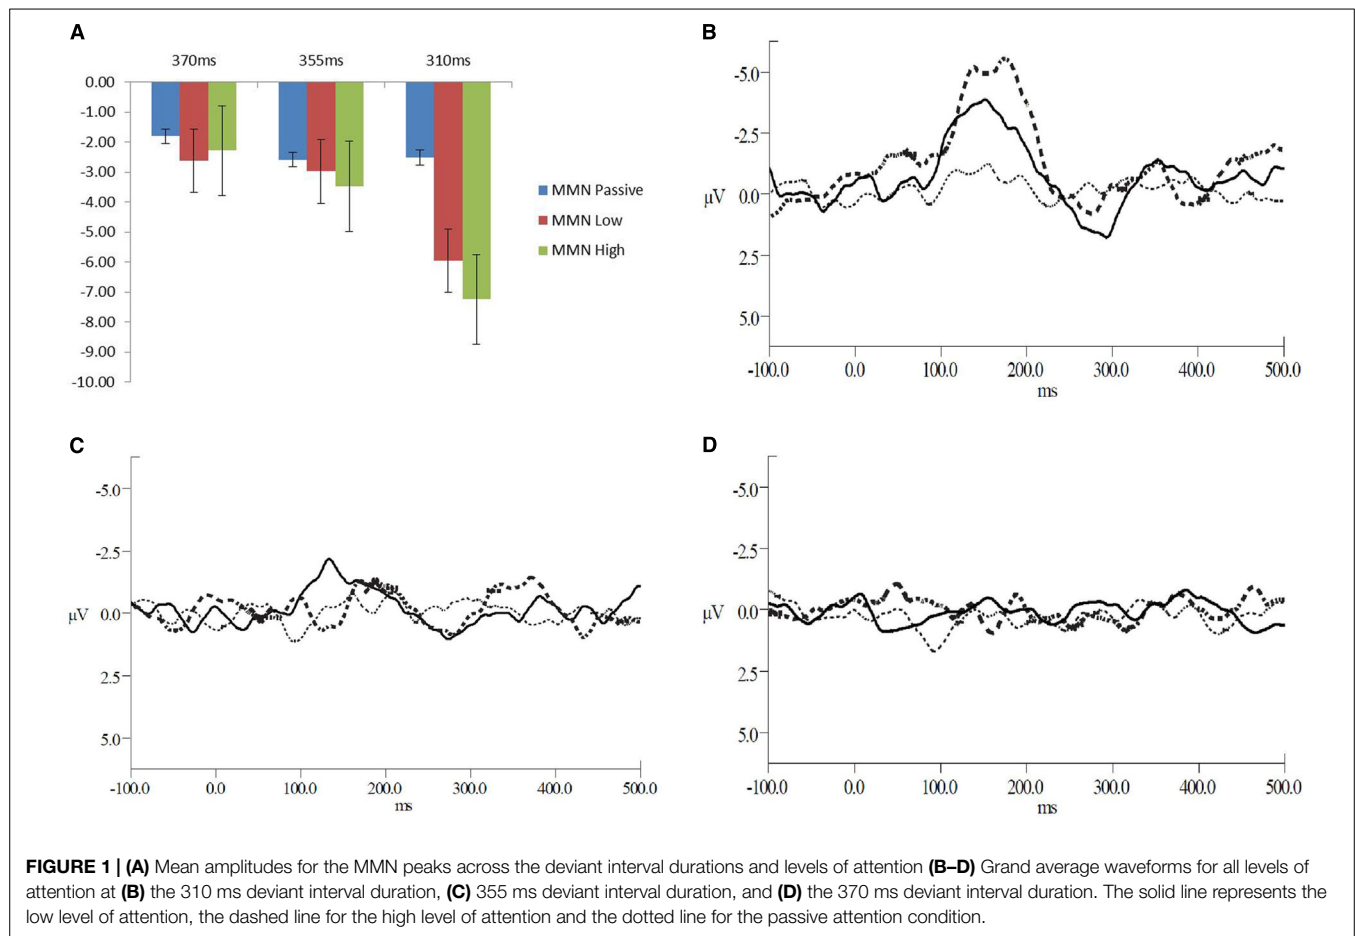 A
370ms 355ms 310ms
0.00
-1.00
-2.00
-3.00
-4.00
-5.00
-6.00
-7.00
-8.00
-9.00
-10.00
MMN Passive
MMN Low
MMN High
B
-5.0
-2.5
µV 0.0
2.5
5.0
-100.0 0.0 100.0 200.0 300.0 400.0 500.0
ms
C
-5.0
-2.5
µV 0.0
2.5
5.0
-100.0 0.0 100.0 200.0 300.0 400.0 500.0
ms
D
-5.0
-2.5
µV 0.0
2.5
5.0
-100.0 0.0 100.0 200.0 300.0 400.0 500.0
ms
FIGURE 1 | (A) Mean amplitudes for the MMN peaks across the deviant interval durations and levels of attention (B–D) Grand average waveforms for all levels of
attention at (B) the 310 ms deviant interval duration, (C) 355 ms deviant interval duration, and (D) the 370 ms deviant interval duration. The solid line represents the
low level of attention, the dashed line for the high level of attention and the dotted line for the passive attention condition.